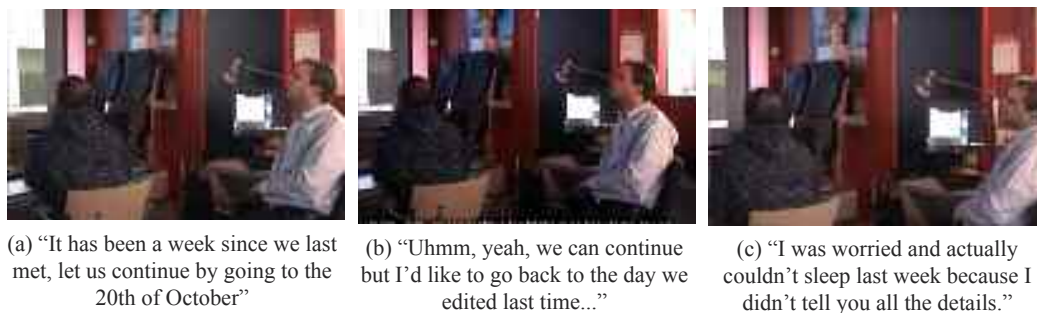 (a) “It has been a week since we last
met, let us continue by going to the
20th of October”
(b) “Uhmm, yeah, we can continue
but I’d like to go back to the day we
edited last time...”
(c) “I was worried and actually
couldn’t sleep last week because I
didn’t tell you all the details.”